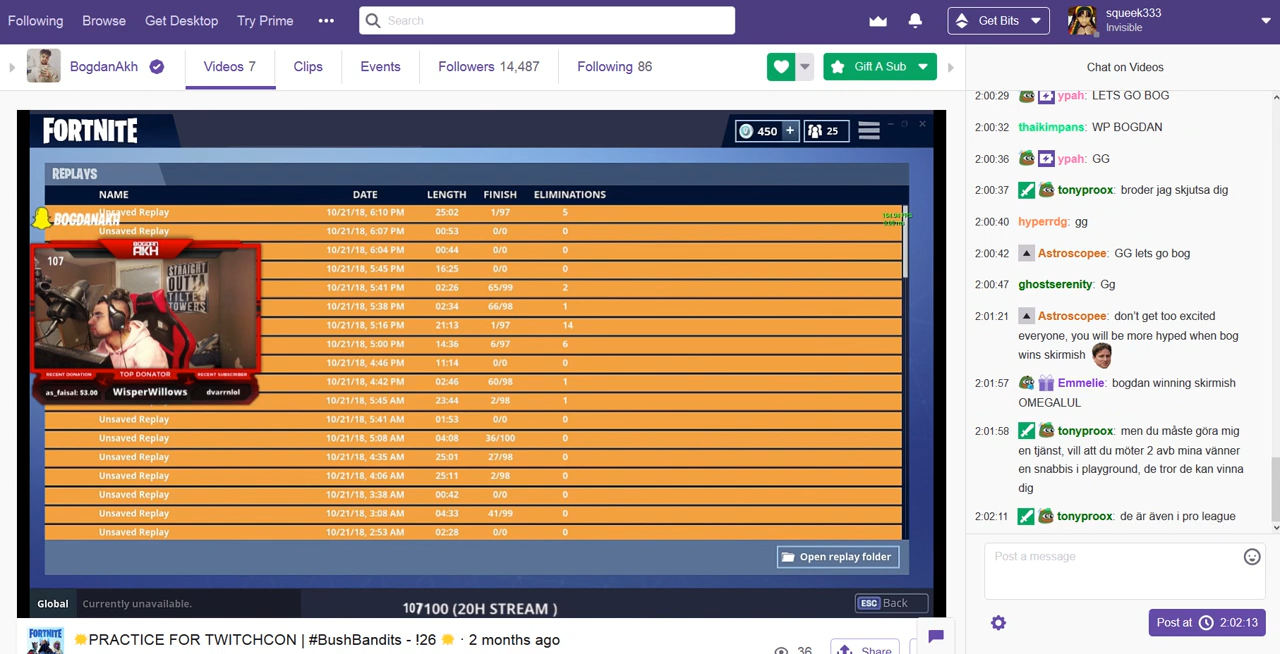 Following Browse Get Desktop Try Prime ••• Search Get Bits squeek333
Invisible
BogdanAkh Videos 7 Clips Events Followers 14,487 Following 86 Gift A Sub Chat on Videos
FORTNITE 450 + 25
REPLAYS
NAME DATE LENGTH FINISH ELIMINATIONS
Unsaved Replay 10/21/18, 6:10 PM 25:02 1/97 5
BOGDANAKH
Unsaved Replay 10/21/18, 6:07 PM 00:53 0/0 0
10/21/18, 6:04 PM 00:44 0/0 0
10/21/18, 5:45 PM 16:25 0/0 0
10/21/18, 5:41 PM 02:26 65/99 2
10/21/18, 5:38 PM 02:34 66/98 1
10/21/18, 5:16 PM 21:13 1/97 14
10/21/18, 5:00 PM 14:36 6/97 6
10/21/18, 4:46 PM 11:14 0/0 0
10/21/18, 4:42 PM 02:46 60/98 1
10/21/18, 5:45 AM 23:44 2/98 1
Unsaved Replay 10/21/18, 5:41 AM 01:53 0/0 0
Unsaved Replay 10/21/18, 5:08 AM 04:08 36/100 0
Unsaved Replay 10/21/18, 4:35 AM 25:01 27/98 0
Unsaved Replay 10/21/18, 4:06 AM 25:11 2/98 0
Unsaved Replay 10/21/18, 3:38 AM 00:42 0/0 0
Unsaved Replay 10/21/18, 3:08 AM 04:33 41/99 0
Unsaved Replay 10/21/18, 2:53 AM 02:28 0/0 0
BOGDAN
AKH
107
STRAIGHT
OUTTA
TILTED
TOWERS
RECENT DONATION TOP DONATOR RECENT SUBSCRIBER
as_faisal: $3.00 WisperWillows dvarrnlol
Open replay folder
Global Currently unavailable. 107100 (20H STREAM ) ESC Back
FORTNITE PRACTICE FOR TWITCHCON | #BushBandits - !26 · 2 months ago
36 Share
2:00:29 ypah: LETS GO BOG
2:00:32 thaikimpans: WP BOGDAN
2:00:36 ypah: GG
2:00:37 tonyproox: broder jag skjutsa dig
2:00:40 hyperrdg: gg
2:00:42 Astroscopee: GG lets go bog
2:00:47 ghostserenity: Gg
2:01:21 Astroscopee: don't get too excited
everyone, you will be more hyped when bog
wins skirmish
2:01:57 Emmelie: bogdan winning skirmish
OMEGALUL
2:01:58 tonyproox: men du måste göra mig
en tjänst, vill att du möter 2 avb mina vänner
en snabbis i playground, de tror de kan vinna
dig
2:02:11 tonyproox: de är även i pro league
Post a message
Post at 2:02:13